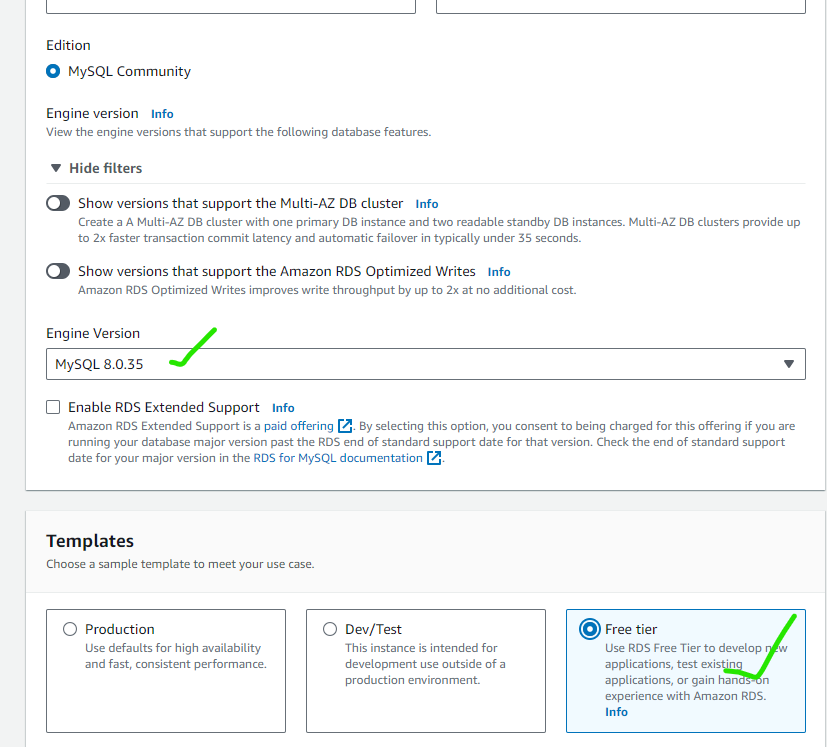 Edition
MySQL Community
Engine version Info
View the engine versions that support the following database features.
Hide filters
Show versions that support the Multi-AZ DB cluster Info
Create a A Multi-AZ DB cluster with one primary DB instance and two readable standby DB instances. Multi-AZ DB clusters provide up
to 2x faster transaction commit latency and automatic failover in typically under 35 seconds.
Show versions that support the Amazon RDS Optimized Writes Info
Amazon RDS Optimized Writes improves write throughput by up to 2x at no additional cost.
Engine Version
MySQL 8.0.35
Enable RDS Extended Support Info
Amazon RDS Extended Support is a paid offering. By selecting this option, you consent to being charged for this offering if you are
running your database major version past the RDS end of standard support date for that version. Check the end of standard support
date for your major version in the RDS for MySQL documentation.
Templates
Choose a sample template to meet your use case.
Production
Use defaults for high availability
and fast, consistent performance.
Dev/Test
This instance is intended for
development use outside of a
production environment.
Free tier
Use RDS Free Tier to develop new
applications, test existing
applications, or gain hands-on
experience with Amazon RDS.
Info